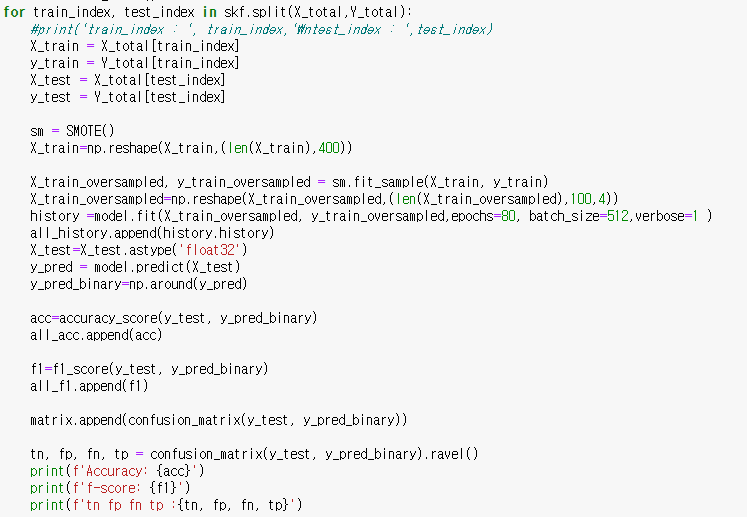 for train_index, test_index in skf.split(X_total,Y_total):
    #print('train_index : ', train_index,'₩ntest_index : ',test_index)
    X_train = X_total[train_index]
    y_train = Y_total[train_index]
    X_test = X_total[test_index]
    y_test = Y_total[test_index]

    sm = SMOTE()
    X_train=np.reshape(X_train,(len(X_train),400))

    X_train_oversampled, y_train_oversampled = sm.fit_sample(X_train, y_train)
    X_train_oversampled=np.reshape(X_train_oversampled,(len(X_train_oversampled),100,4))
    history =model.fit(X_train_oversampled, y_train_oversampled,epochs=80, batch_size=512,verbose=1 )
    all_history.append(history.history)
    X_test=X_test.astype('float32')
    y_pred = model.predict(X_test)
    y_pred_binary=np.around(y_pred)

    acc=accuracy_score(y_test, y_pred_binary)
    all_acc.append(acc)

    f1=f1_score(y_test, y_pred_binary)
    all_f1.append(f1)

    matrix.append(confusion_matrix(y_test, y_pred_binary))

    tn, fp, fn, tp = confusion_matrix(y_test, y_pred_binary).ravel()
    print(f'Accuracy: {acc}')
    print(f'f-score: {f1}')
    print(f'tn fp fn tp :{tn, fp, fn, tp}')